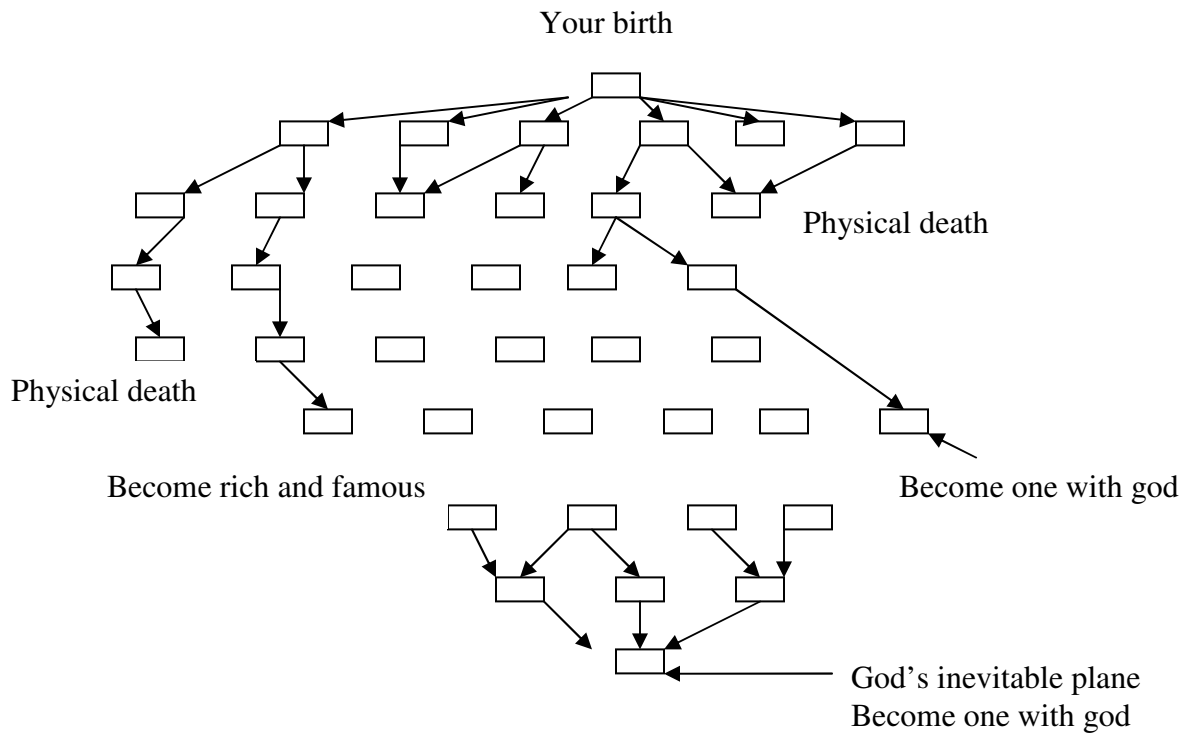 Your birth
Physical death
Physical death
Become rich and famous
Become one with god
God’s inevitable plane
Become one with god